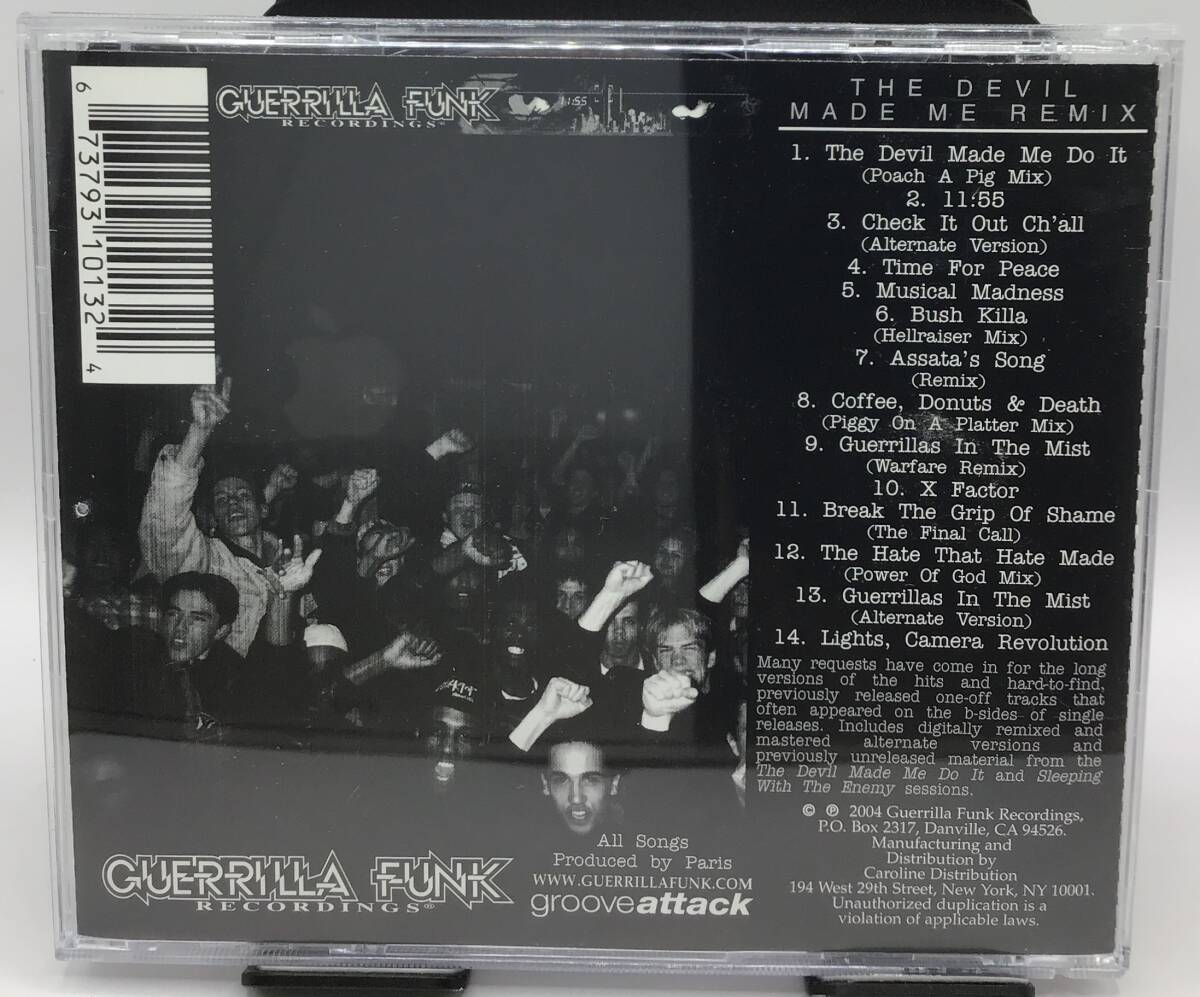 6 73793 10132 4
GUERRILLA FUNK
RECORDINGS®
11:55
THE DEVIL
MADE ME REMIX
1. The Devil Made Me Do It
(Poach A Pig Mix)
2. 11:55
3. Check It Out Ch'all
(Alternate Version)
4. Time For Peace
5. Musical Madness
6. Bush Killa
(Hellraiser Mix)
7. Assata's Song
(Remix)
8. Coffee, Donuts & Death
(Piggy On A Platter Mix)
9. Guerrillas In The Mist
(Warfare Remix)
10. X Factor
11. Break The Grip Of Shame
(The Final Call)
12. The Hate That Hate Made
(Power Of God Mix)
13. Guerrillas In The Mist
(Alternate Version)
14. Lights, Camera Revolution
Many requests have come in for the long
versions of the hits and hard-to-find,
previously released one-off tracks that
often appeared on the b-sides of single
releases. Includes digitally remixed and
mastered alternate versions and
previously unreleased material from the
The Devil Made Me Do It and Sleeping
With The Enemy sessions.
© ℗ 2004 Guerrilla Funk Recordings,
P.O. Box 2317, Danville, CA 94526.
Manufacturing and
Distribution by
Caroline Distribution
194 West 29th Street, New York, NY 10001.
Unauthorized duplication is a
violation of applicable laws.
GUERRILLA FUNK
RECORDINGS®
All Songs
Produced by Paris
WWW.GUERRILLAFUNK.COM
grooveattack